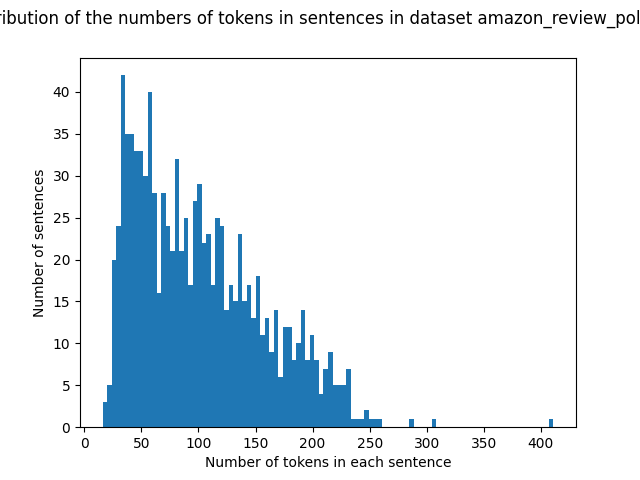 ribution of the numbers of tokens in sentences in dataset amazon_review_pol
40
35
30
25
20
15
10
5
0
Number of sentences
0 50 100 150 200 250 300 350 400
Number of tokens in each sentence